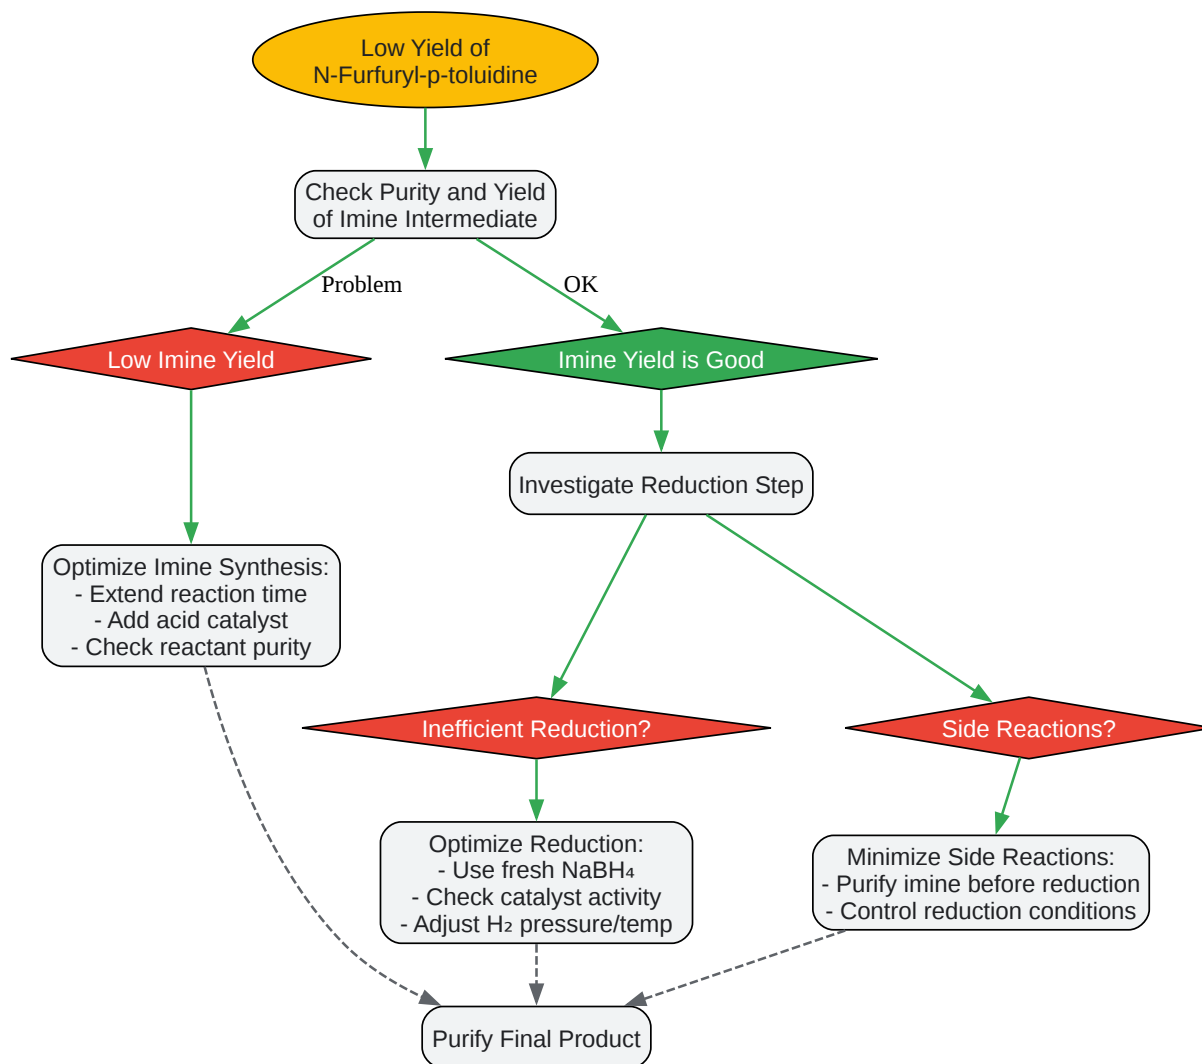 Low Yield of
N-Furfuryl-p-toluidine
Check Purity and Yield
of Imine Intermediate
Problem
OK
Low Imine Yield
Imine Yield is Good
Investigate Reduction Step
Optimize Imine Synthesis:
- Extend reaction time
- Add acid catalyst
- Check reactant purity
Inefficient Reduction?
Side Reactions?
Optimize Reduction:
- Use fresh NaBH₄
- Check catalyst activity
- Adjust H₂ pressure/temp
Minimize Side Reactions:
- Purify imine before reduction
- Control reduction conditions
Purify Final Product